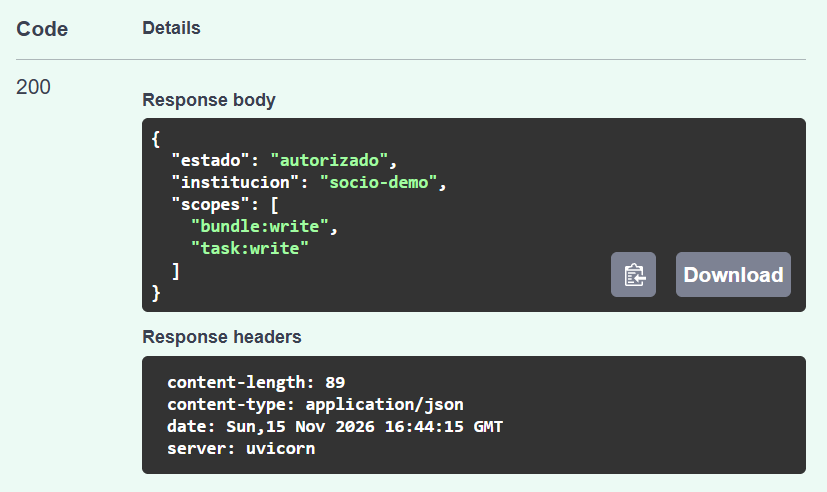 Code Details
200
Response body
{
  "estado": "autorizado",
  "institucion": "socio-demo",
  "scopes": [
    "bundle:write",
    "task:write"
  ]
}
Download
Response headers
content-length: 89
content-type: application/json
date: Sun,15 Nov 2026 16:44:15 GMT
server: uvicorn